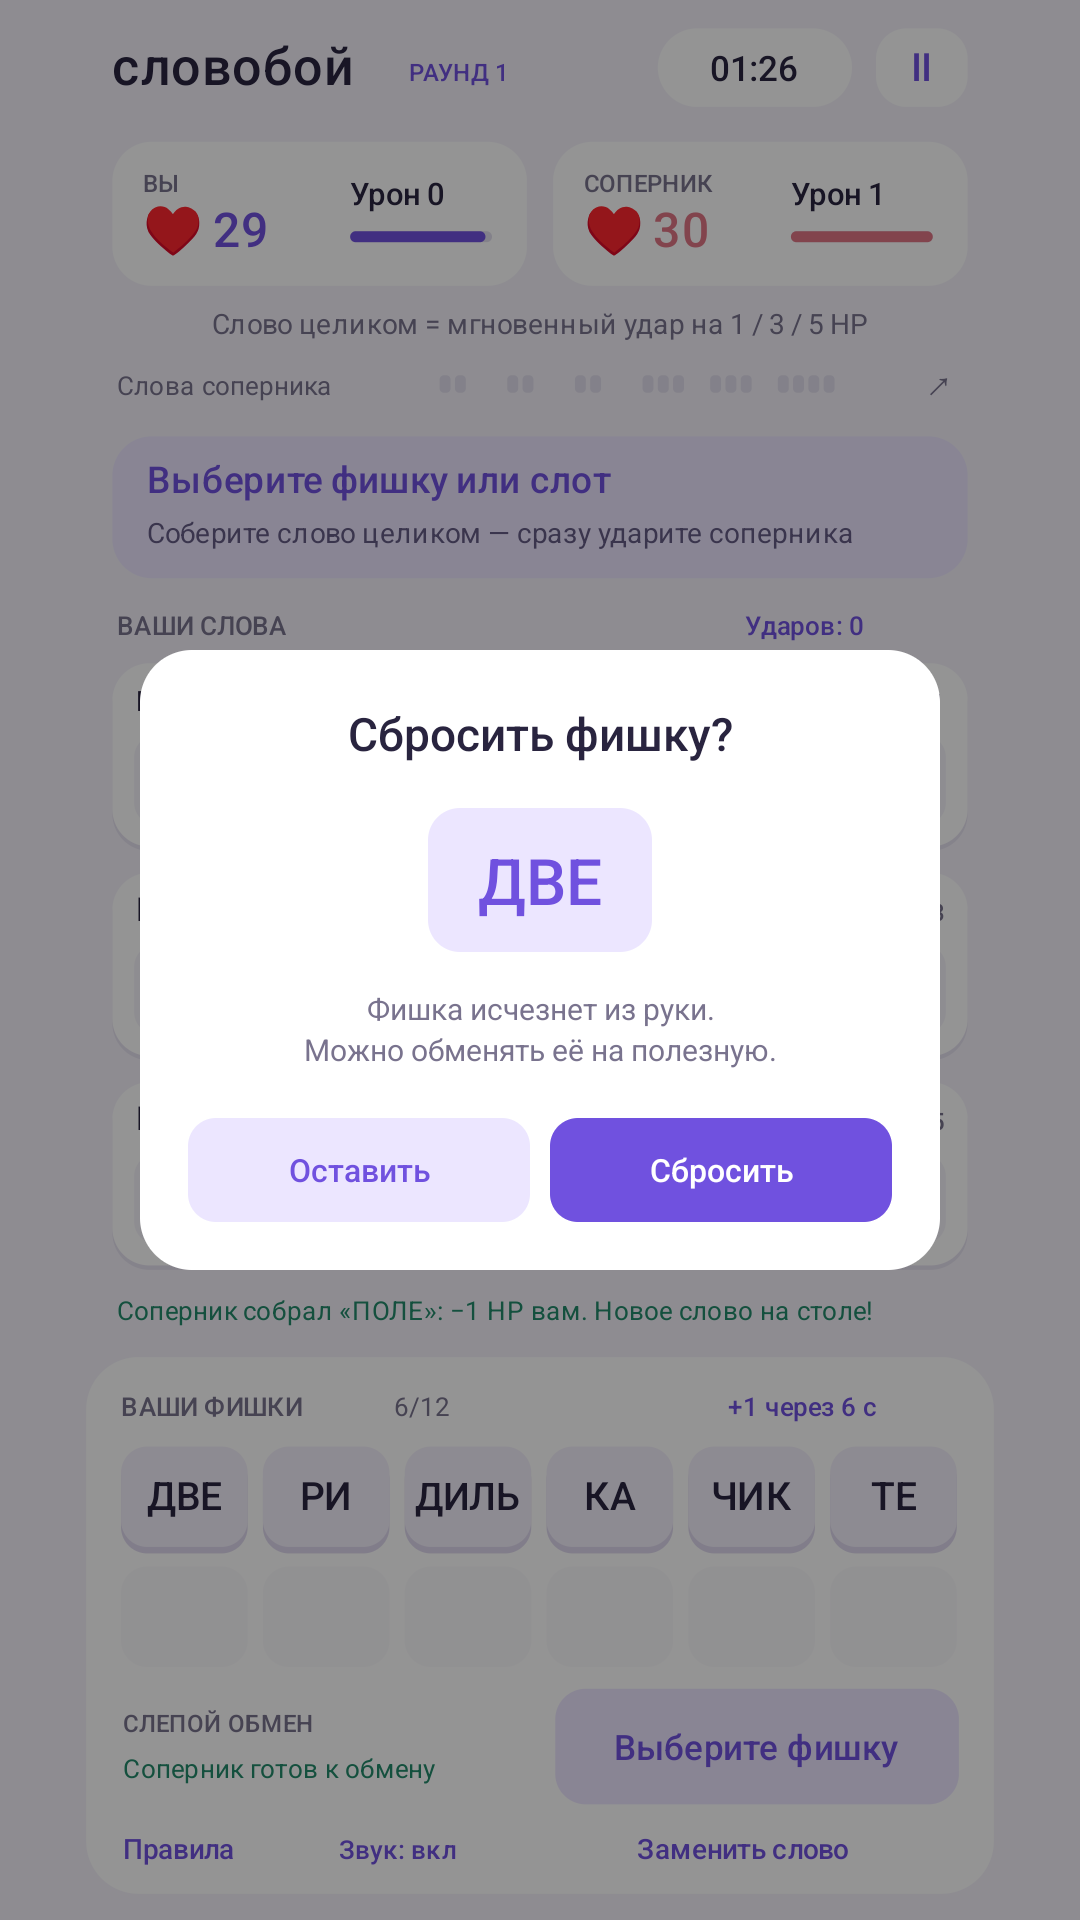 словобой РАУНД 1 01:26
ВЫ
29 Урон 0
СОПЕРНИК
30 Урон 1
Слово целиком = мгновенный удар на 1 / 3 / 5 HP
Слова соперника ↗
Выберите фишку или слот
Соберите слово целиком — сразу ударите соперника
ВАШИ СЛОВА Ударов: 0
Сбросить фишку?
ДВЕ
Фишка исчезнет из руки.
Можно обменять её на полезную.
Оставить Сбросить
Соперник собрал «ПОЛЕ»: −1 HP вам. Новое слово на столе!
ВАШИ ФИШКИ 6/12 +1 через 6 с
ДВЕ РИ ДИЛЬ КА ЧИК ТЕ
СЛЕПОЙ ОБМЕН
Соперник готов к обмену
Выберите фишку
Правила Звук: вкл Заменить слово